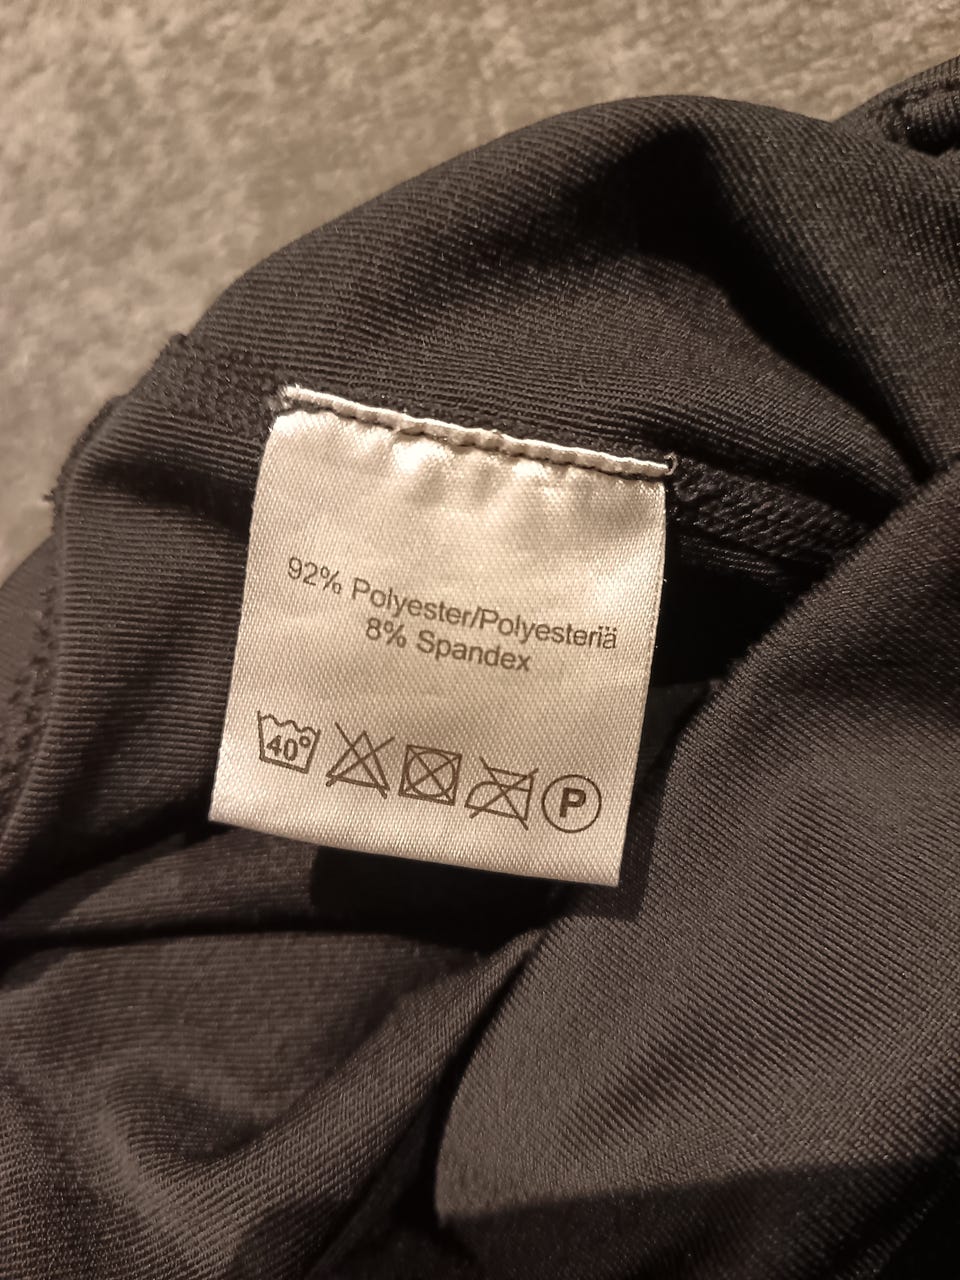 92% Polyester/Polyesteriä
8% Spandex
40°
P